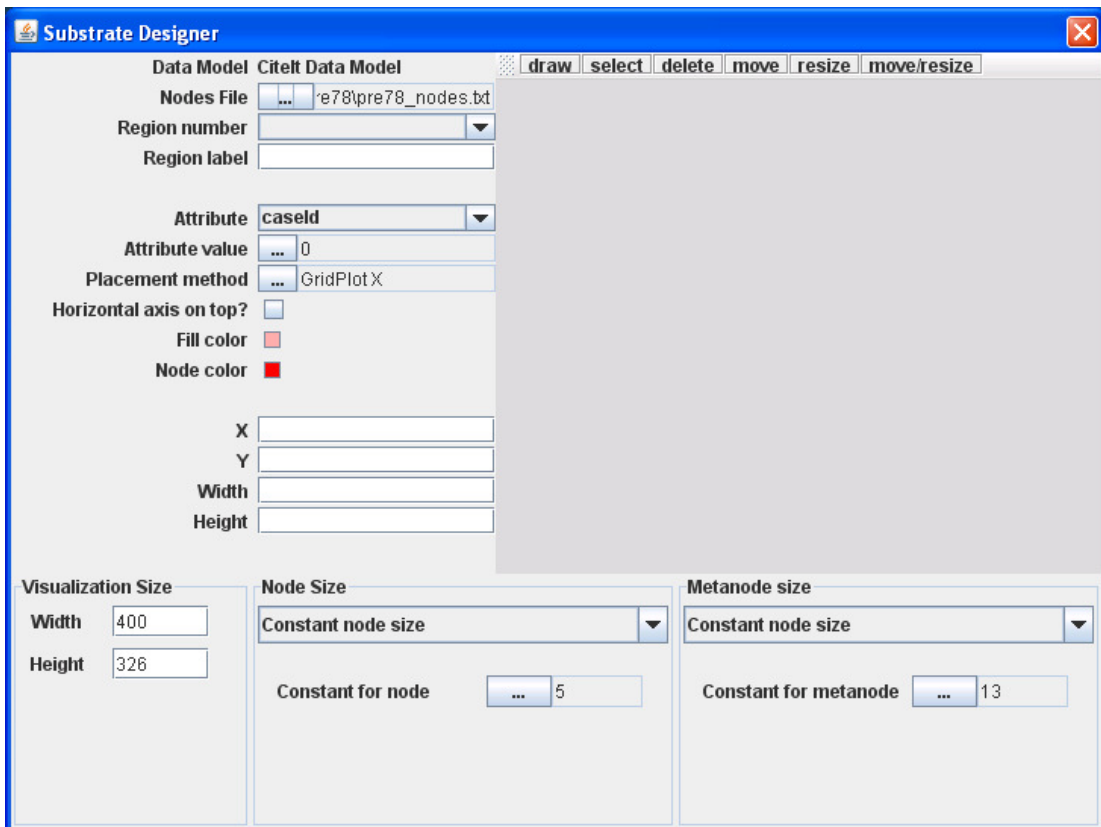 Substrate Designer
Data Model CiteIt Data Model
draw select delete move resize move/resize
Nodes File ... 're78\pre78_nodes.txt
Region number
Region label
Attribute caseId
Attribute value ... 0
Placement method ... GridPlot X
Horizontal axis on top?
Fill color
Node color
X
Y
Width
Height
Visualization Size
Width 400
Height 326
Node Size
Constant node size
Constant for node ... 5
Metanode size
Constant node size
Constant for metanode ... 13